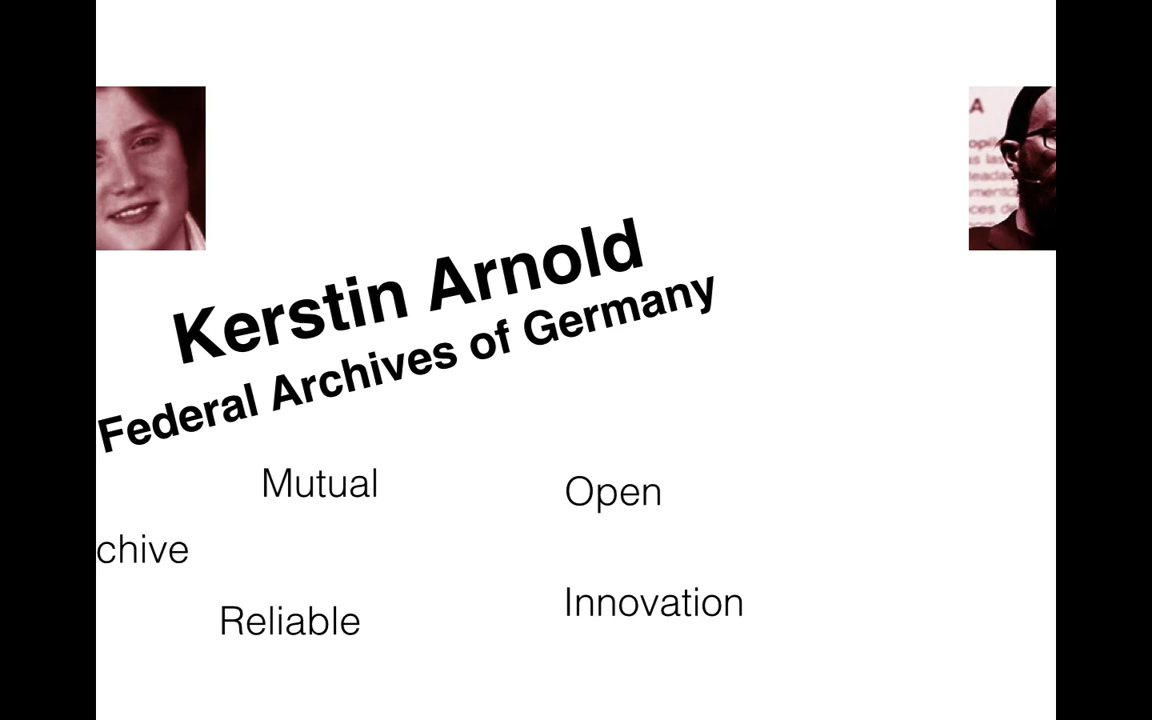 A
Kerstin Arnold
Federal Archives of Germany
Mutual
Open
chive
Innovation
Reliable